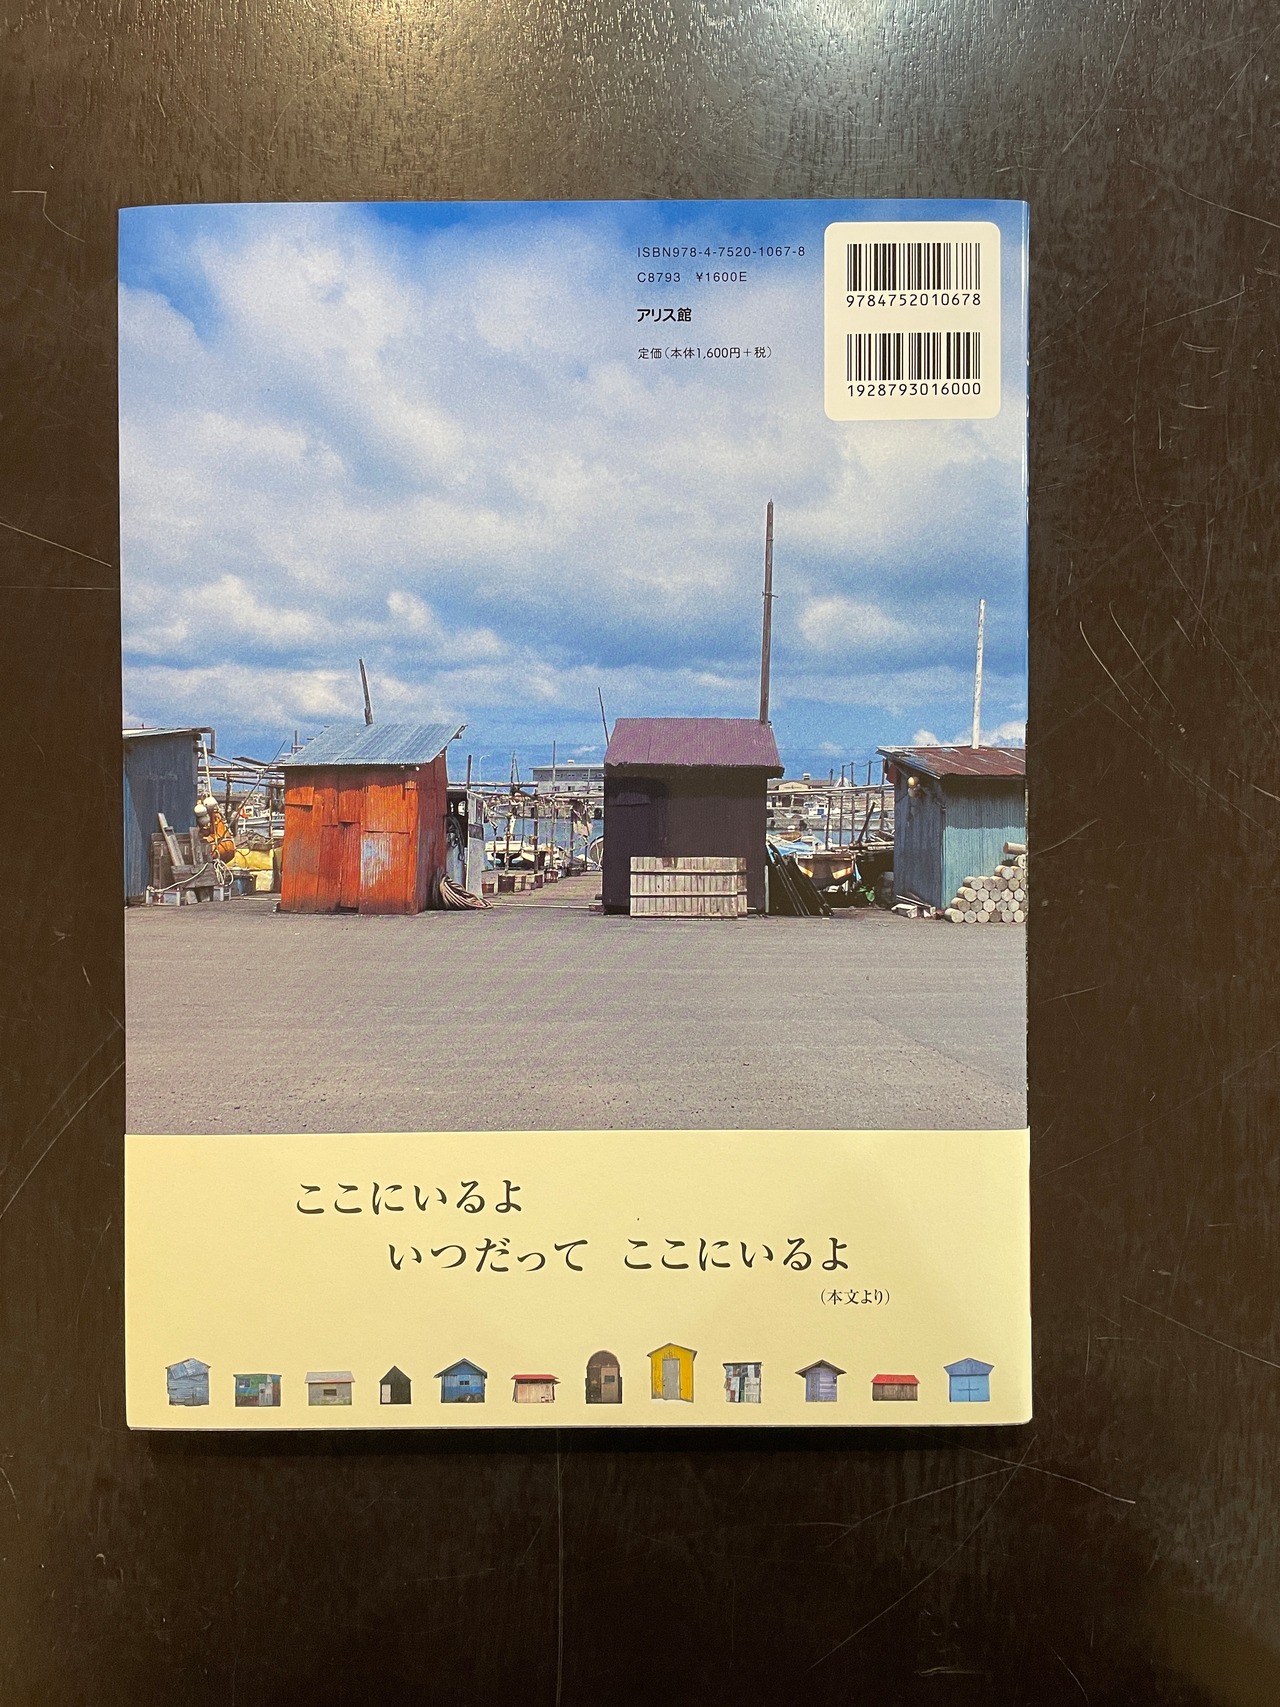 ISBN978-4-7520-1067-8
C8793 ¥1600E
アリス館
定価(本体1,600円+税)
9784752010678
1928793016000
ここにいるよ
いつだって ここにいるよ
(本文より)